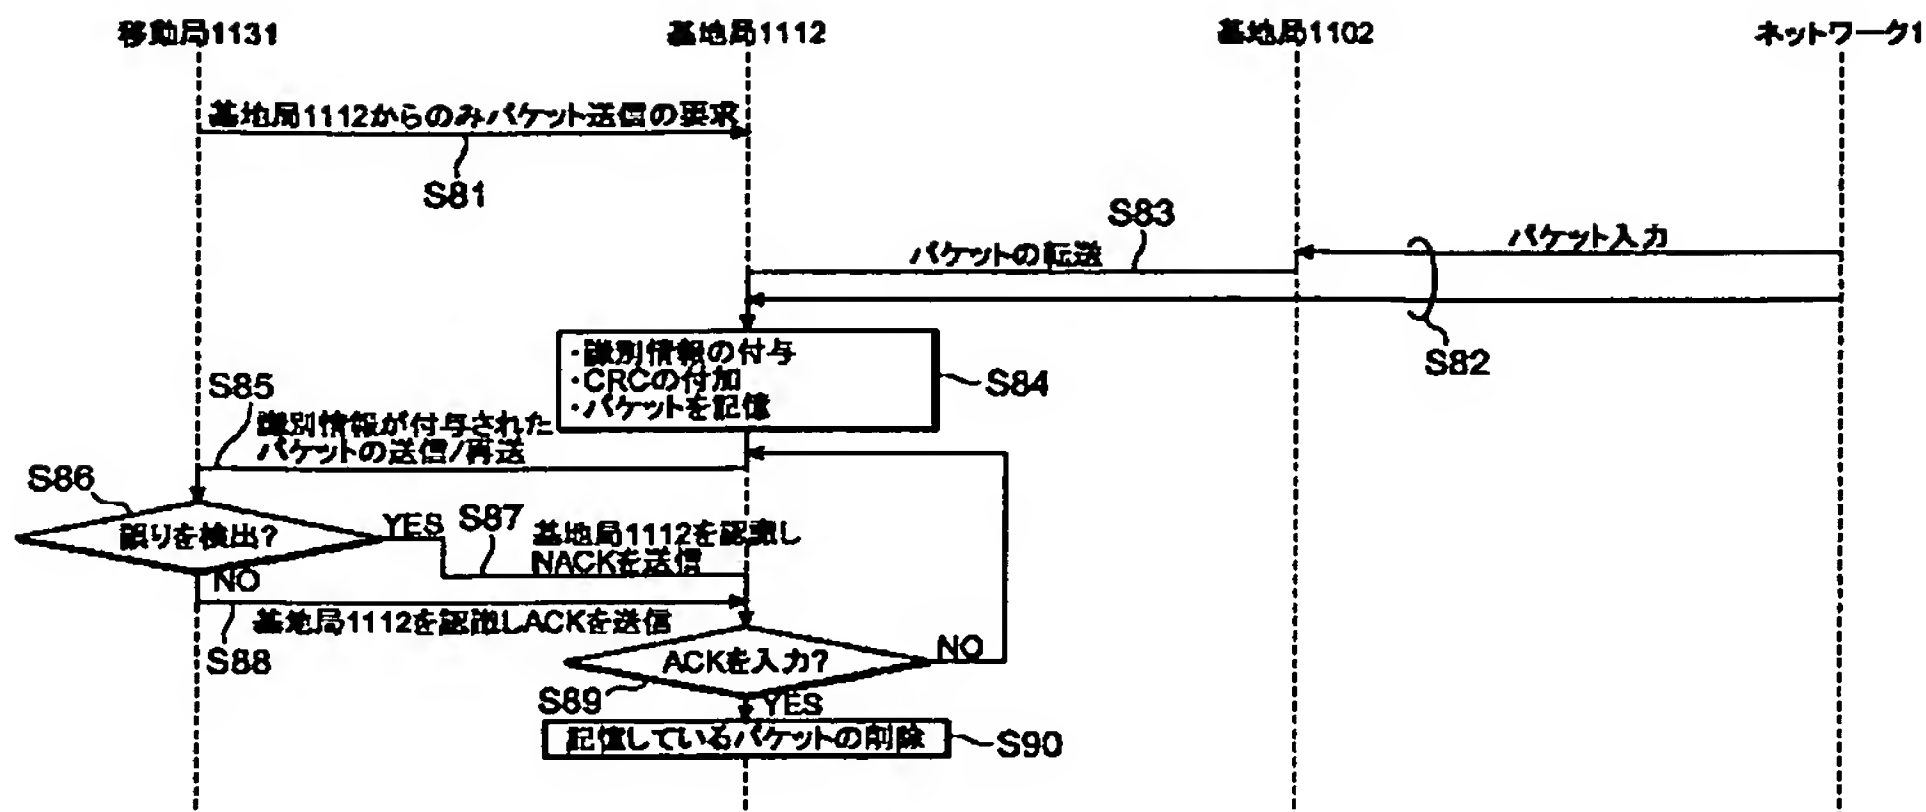 移動局1131
基地局1112
基地局1102
ネットワーク1
基地局1112からのみパケット送信の要求
S81
S83
パケット入力
パケットの転送
S82
・識別情報の付与
・CRCの付加
・パケットを記憶
S84
S85
識別情報が付与された
パケットの送信/再送
S86
誤りを検出?
YES
S87
基地局1112を認識し
NACKを送信
NO
基地局1112を認識しACKを送信
S88
ACKを入力?
NO
S89
YES
記憶しているパケットの削除
S90